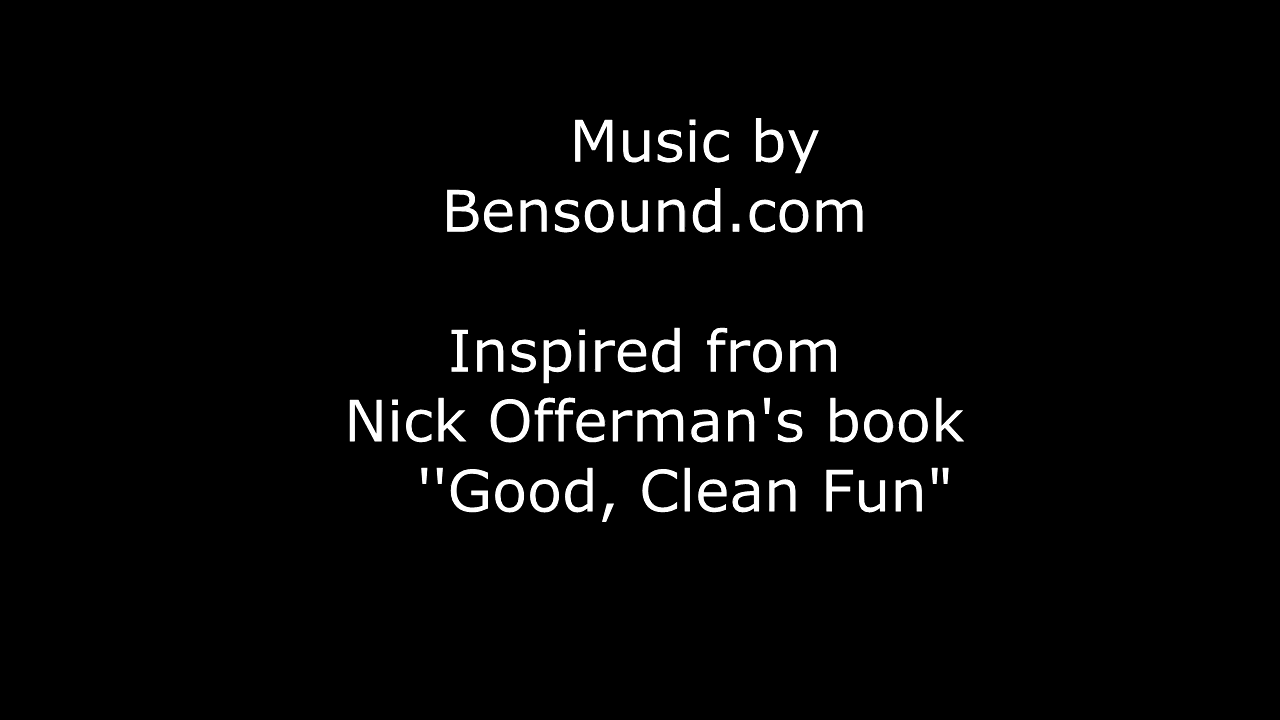 Music by
Bensound.com
Inspired from
Nick Offerman's book
''Good, Clean Fun"